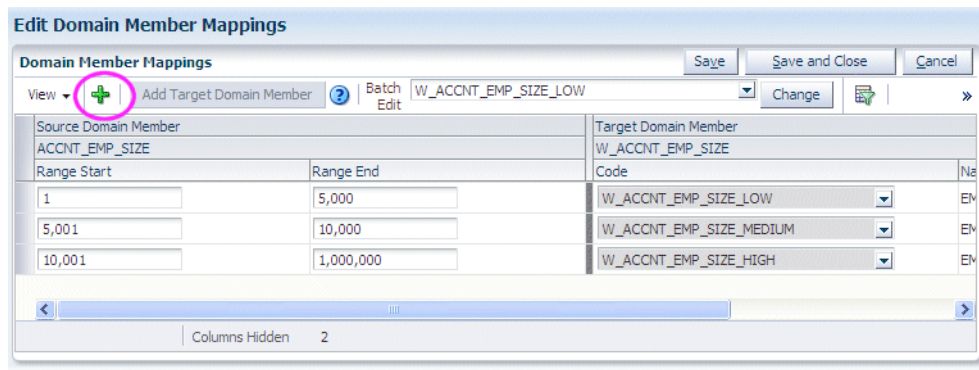 Edit Domain Member Mappings
Domain Member Mappings Save Save and Close Cancel
View Add Target Domain Member ? Batch Edit W_ACCNT_EMP_SIZE_LOW Change »
Source Domain Member Target Domain Member
ACCNT_EMP_SIZE W_ACCNT_EMP_SIZE
Range Start Range End Code Na
1 5,000 W_ACCNT_EMP_SIZE_LOW EM
5,001 10,000 W_ACCNT_EMP_SIZE_MEDIUM EM
10,001 1,000,000 W_ACCNT_EMP_SIZE_HIGH EM
Columns Hidden 2